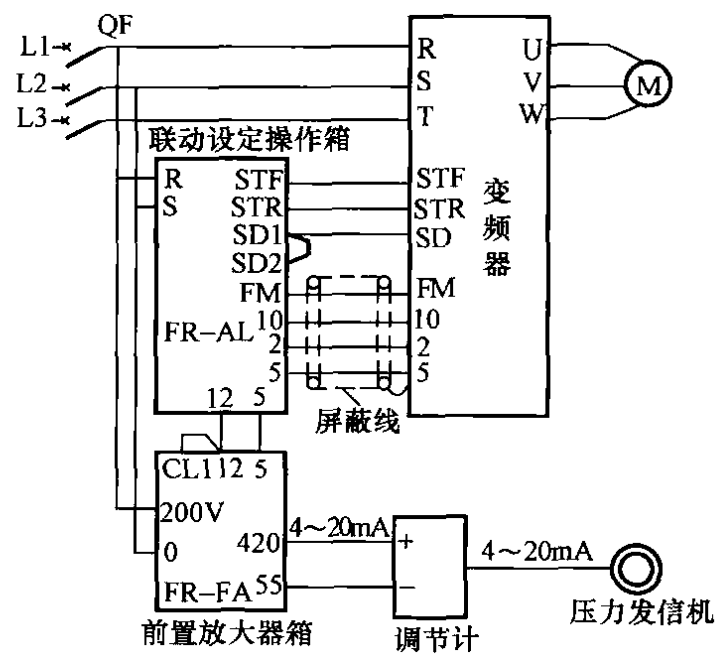 QF
L1
L2
L3
R
S
T
U
V
W
M
联动设定操作箱
R
S
STF
STR
SD1
SD2
FM
10
2
5
FR-AL
12 5
STF
STR
SD
FM
10
2
5
变频器
屏蔽线
CL1 12 5
200V
0
420
55
FR-FA
前置放大器箱
4~20mA
+
−
调节计
4~20mA
压力发信机